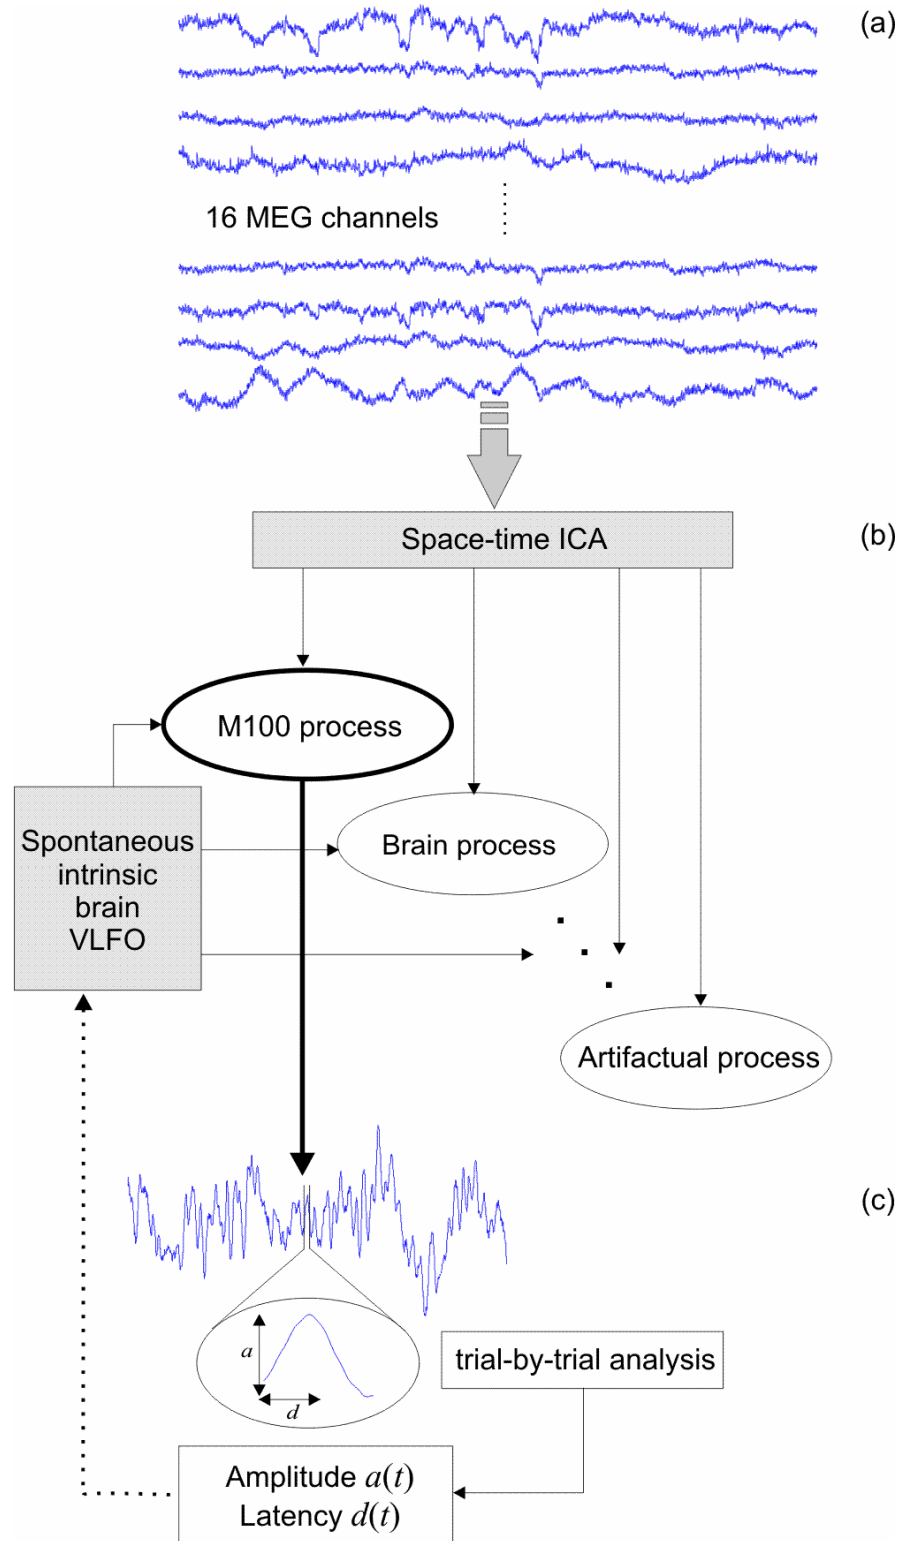 (a)
16 MEG channels
Space-time ICA
(b)
M100 process
Spontaneous
intrinsic
brain
VLFO
Brain process
Artifactual process
(c)
a
d
trial-by-trial analysis
Amplitude a(t)
Latency d(t)